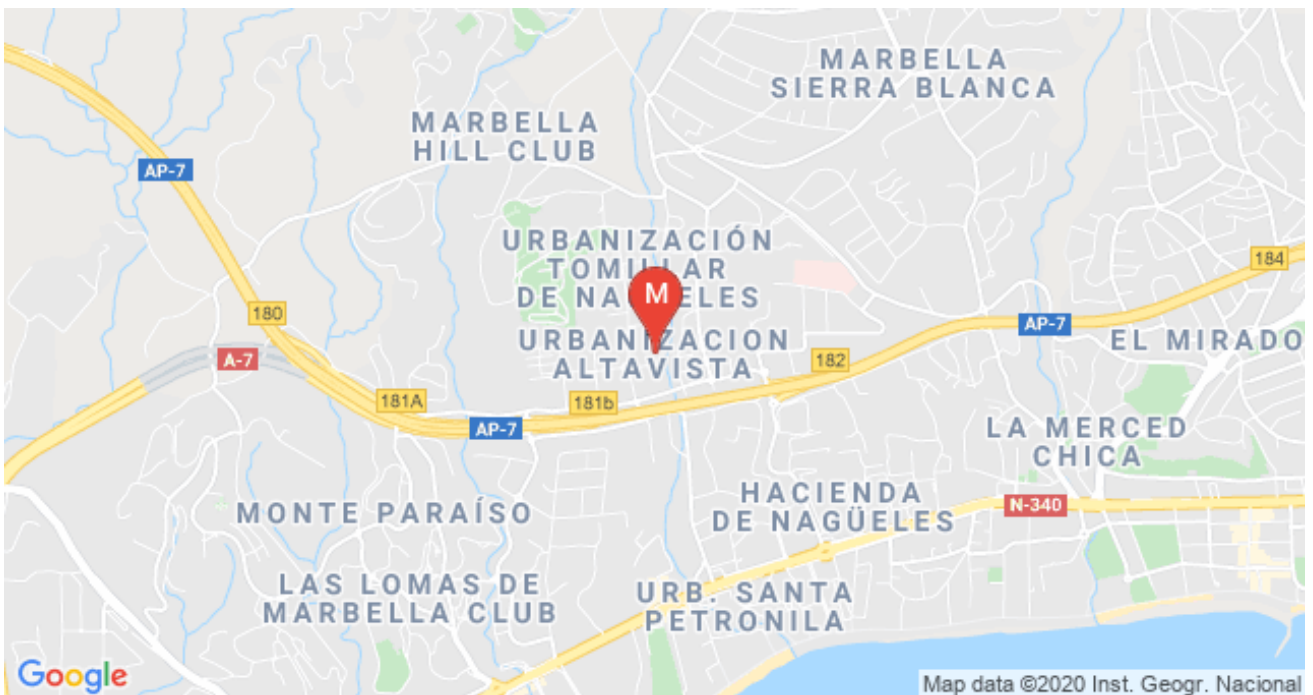 MARBELLA
SIERRA BLANCA
MARBELLA
HILL CLUB
AP-7
URBANIZACIÓN
TOMILLAR
DE NAGÜELES
M
184
180
AP-7
URBANIZACION
ALTAVISTA
EL MIRADO
A-7
182
181A
181b
AP-7
LA MERCED
CHICA
HACIENDA
DE NAGÜELES
N-340
MONTE PARAÍSO
LAS LOMAS DE
MARBELLA CLUB
URB. SANTA
PETRONILA
Google
Map data ©2020 Inst. Geogr. Nacional